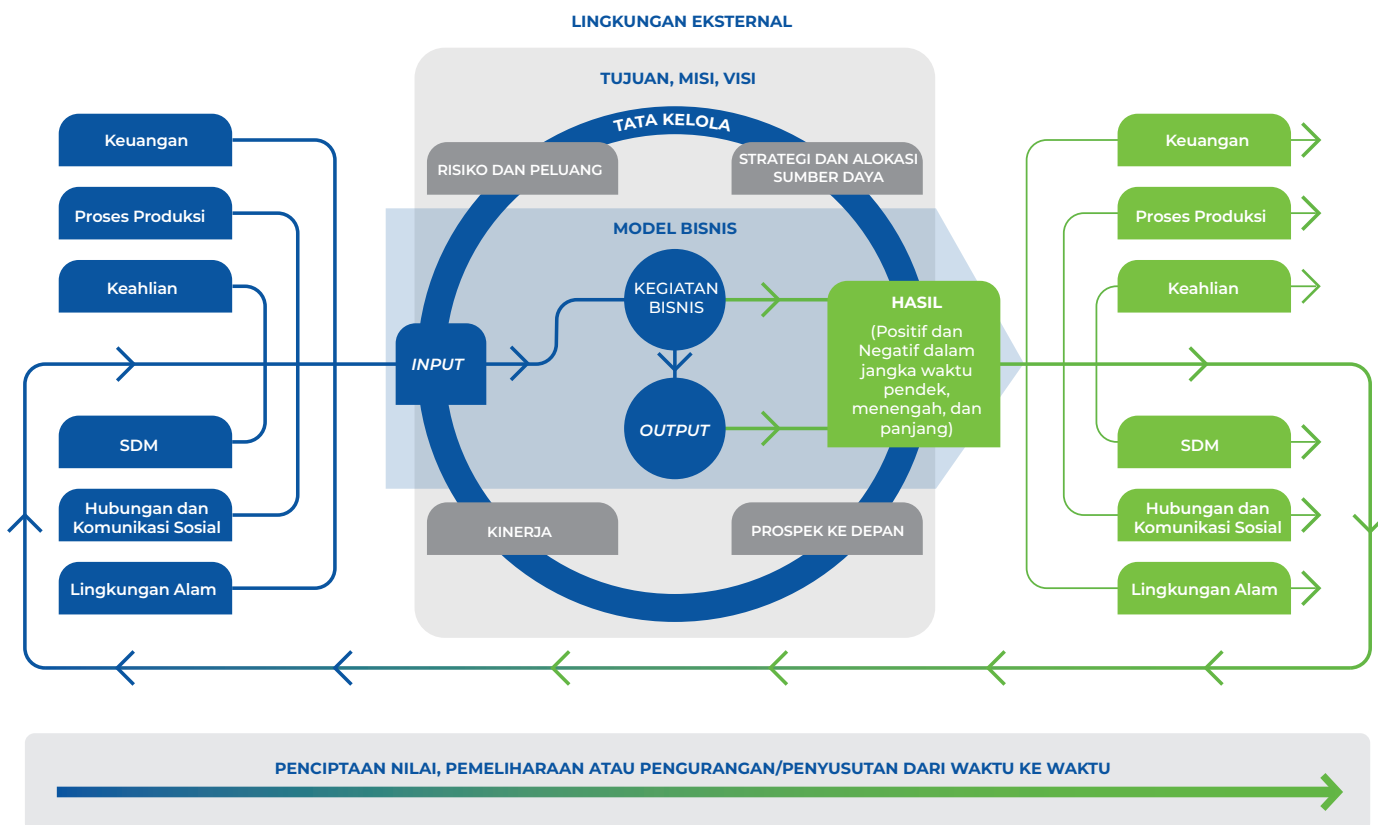 LINGKUNGAN EKSTERNAL
TUJUAN, MISI, VISI
TATA KELOLA
Keuangan
Proses Produksi
Keahlian
SDM
Hubungan dan
Komunikasi Sosial
Lingkungan Alam
RISIKO DAN PELUANG
STRATEGI DAN ALOKASI
SUMBER DAYA
MODEL BISNIS
INPUT
KEGIATAN
BISNIS
OUTPUT
HASIL
(Positif dan
Negatif dalam
jangka waktu
pendek,
menengah, dan
panjang)
KINERJA
PROSPEK KE DEPAN
Keuangan
Proses Produksi
Keahlian
SDM
Hubungan dan
Komunikasi Sosial
Lingkungan Alam
PENCIPTAAN NILAI, PEMELIHARAAN ATAU PENGURANGAN/PENYUSUTAN DARI WAKTU KE WAKTU